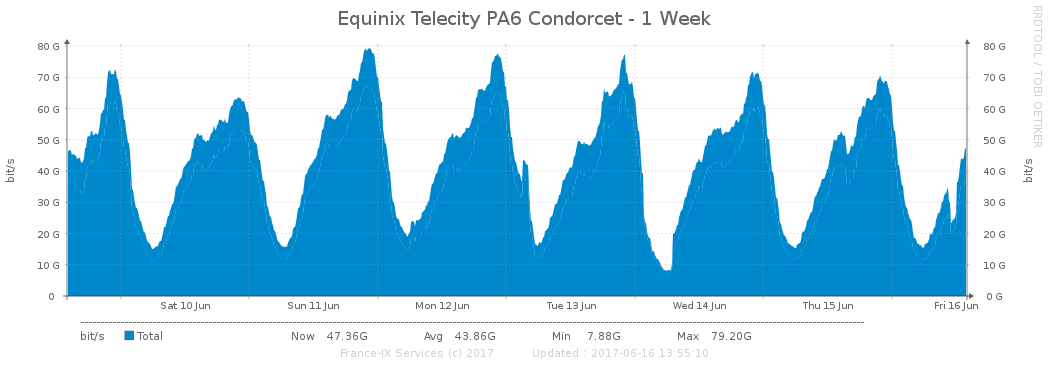 Equinix Telecity PA6 Condorcet - 1 Week
RRDTOOL / TOBI OETIKER
80 G 80 G
70 G 70 G
60 G 60 G
50 G 50 G
40 G 40 G
30 G 30 G
20 G 20 G
10 G 10 G
0 0 G
bit/s bit/s
Sat 10 Jun Sun 11 Jun Mon 12 Jun Tue 13 Jun Wed 14 Jun Thu 15 Jun Fri 16 Jun
bit/s Total Now 47.36G Avg 43.86G Min 7.88G Max 79.20G
France-IX Services (c) 2017 Updated : 2017-06-16 13:55:10